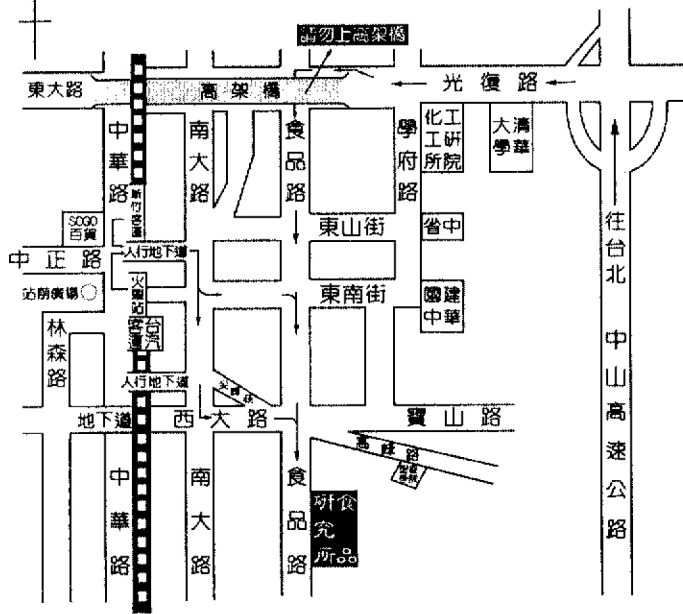 請勿上高架橋
東大路
高架橋
光復路
中華路
南大路
食品路
學府路
化工所
工研院
清華
大學
SOGO
百貨
新竹客運
東山街
省中
往台北
中正路
人行地下道
站前廣場
火車站
東南街
建華
國中
林森路
台汽
客運
人行地下道
中山高速公路
地下道
西大路
寶山路
高峰路
中華路
南大路
食品路
食品
研究所